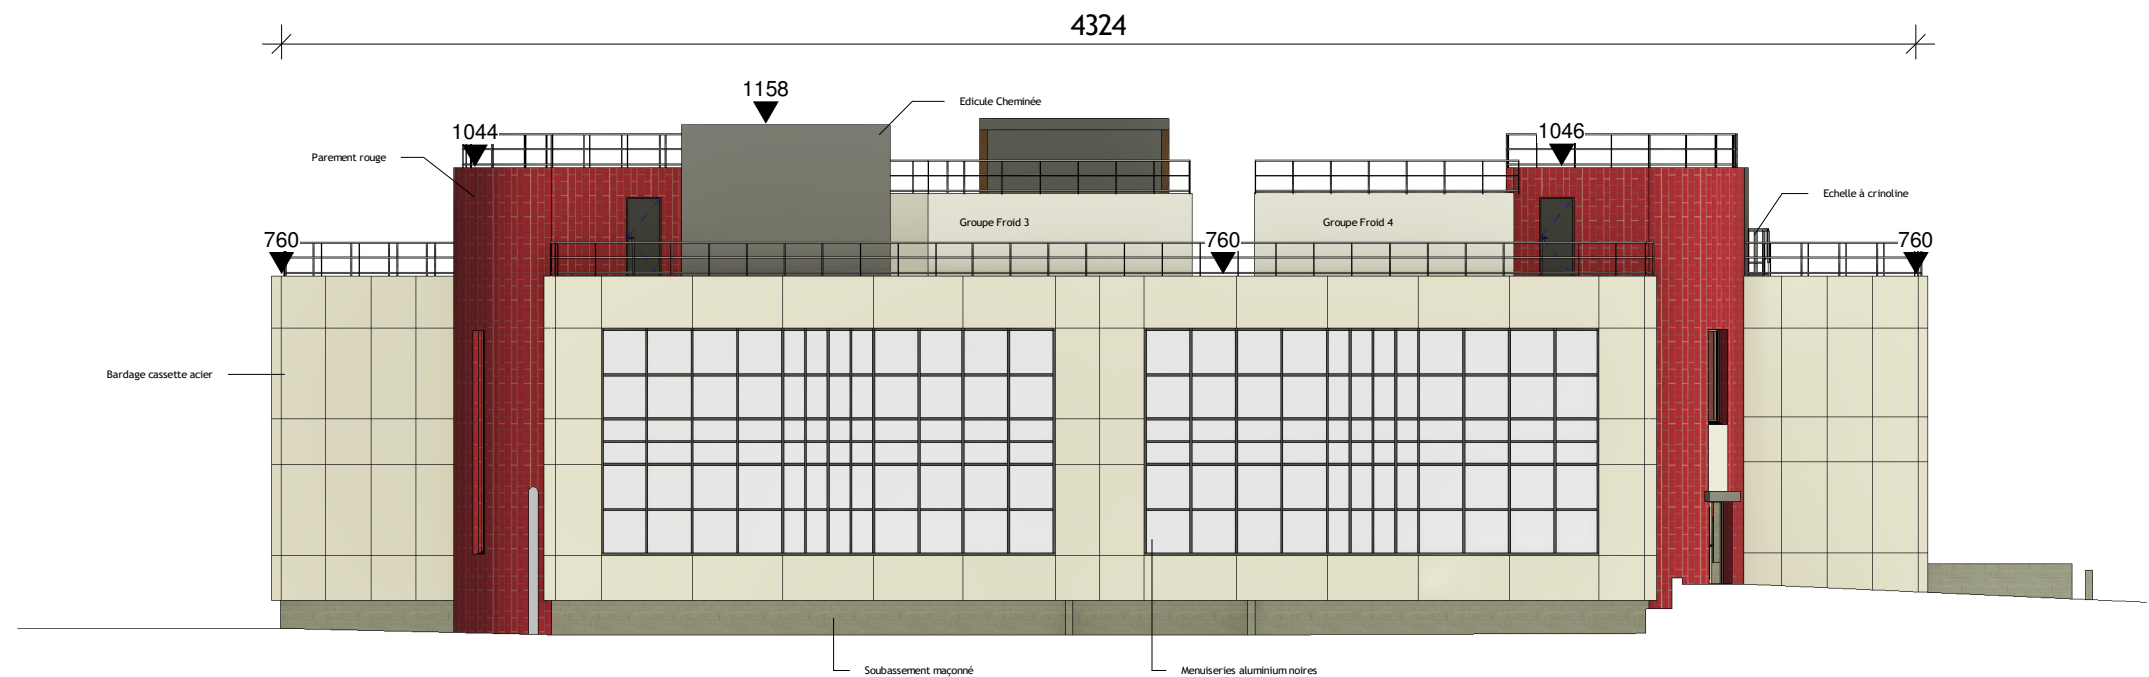 4324
1158
Edicule Cheminée
1044
1046
Parement rouge
Echelle à crinoline
Groupe Froid 3
Groupe Froid 4
760
760
760
Bardage cassette acier
Soubassement maçonné
Menuiseries aluminium noires